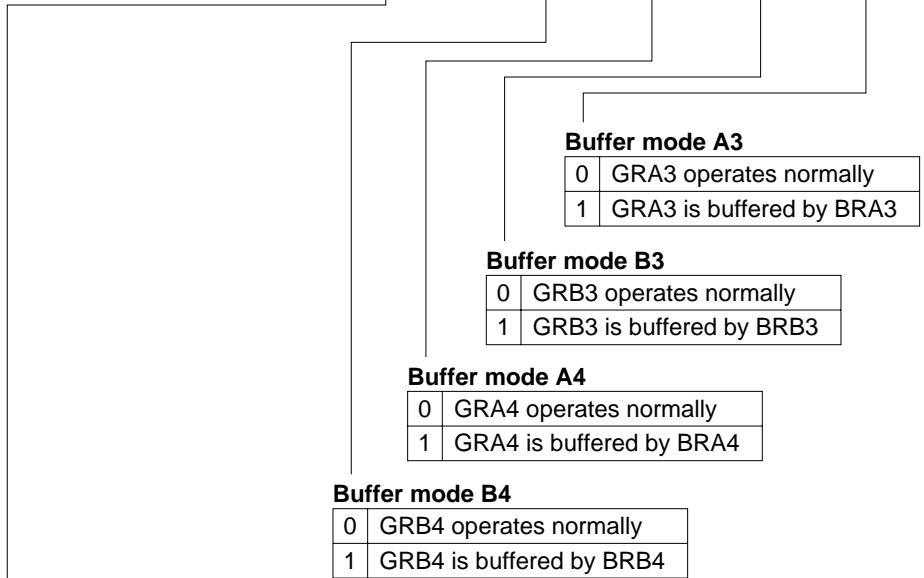 Buffer mode A3
0 GRA3 operates normally
1 GRA3 is buffered by BRA3
Buffer mode B3
0 GRB3 operates normally
1 GRB3 is buffered by BRB3
Buffer mode A4
0 GRA4 operates normally
1 GRA4 is buffered by BRA4
Buffer mode B4
0 GRB4 operates normally
1 GRB4 is buffered by BRB4